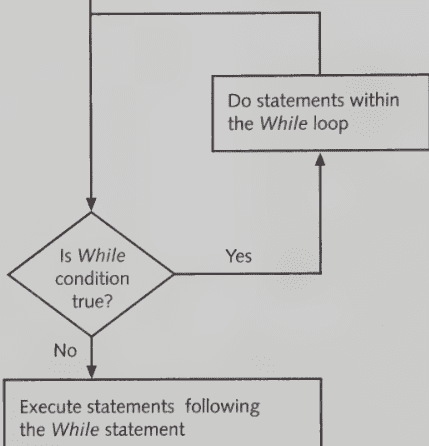 Do statements within
the While loop
Is While
condition
true?
Yes
No
Execute statements following
the While statement